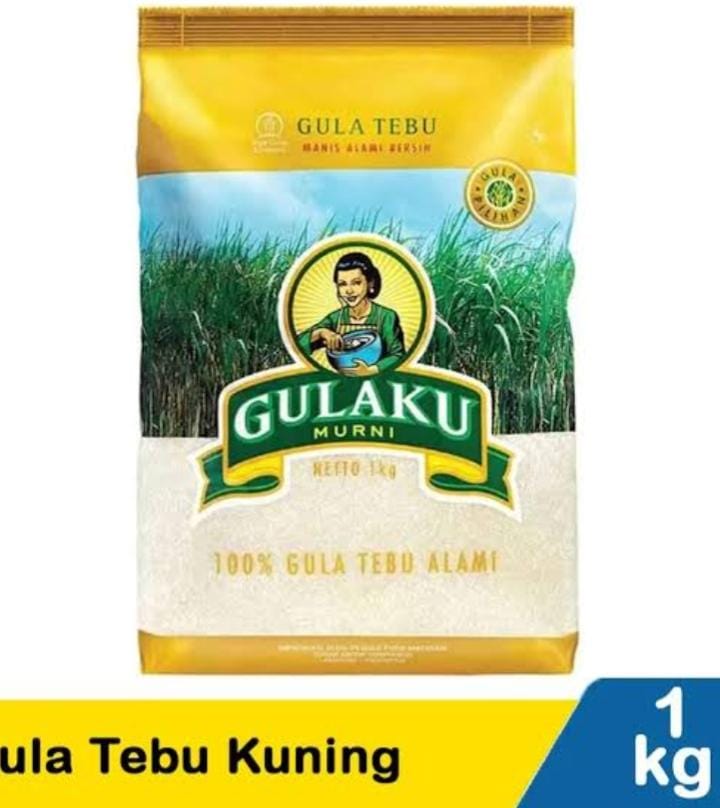 GULA TEBU
MANIS ALAMI BERSIH
GULA
PILIHAN
GULAKU
MURNI
NETTO 1kg
100% GULA TEBU ALAMI
ula Tebu Kuning
1
kg